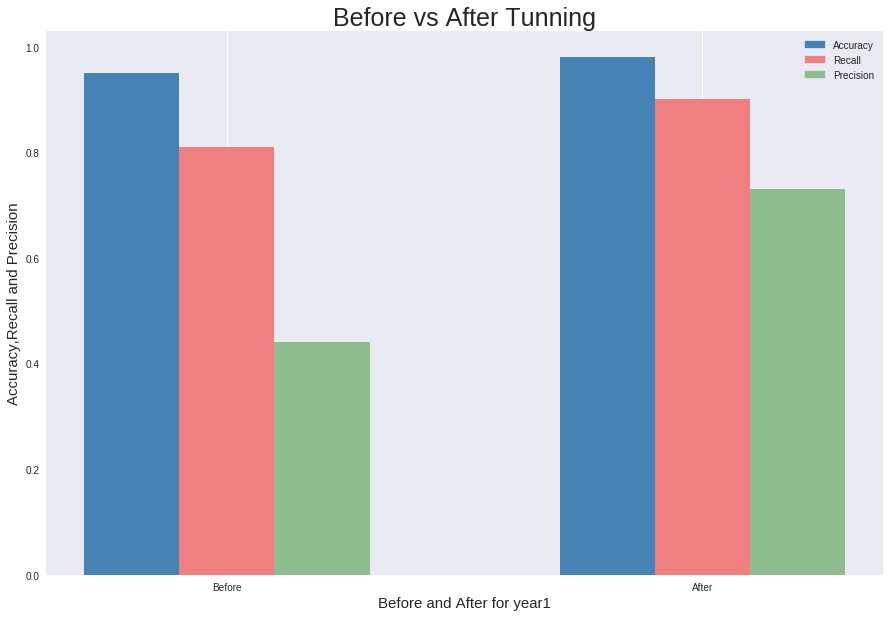 Before vs After Tunning
Accuracy
Recall
Precision
Accuracy,Recall and Precision
1.0
0.8
0.6
0.4
0.2
0.0
Before
After
Before and After for year1